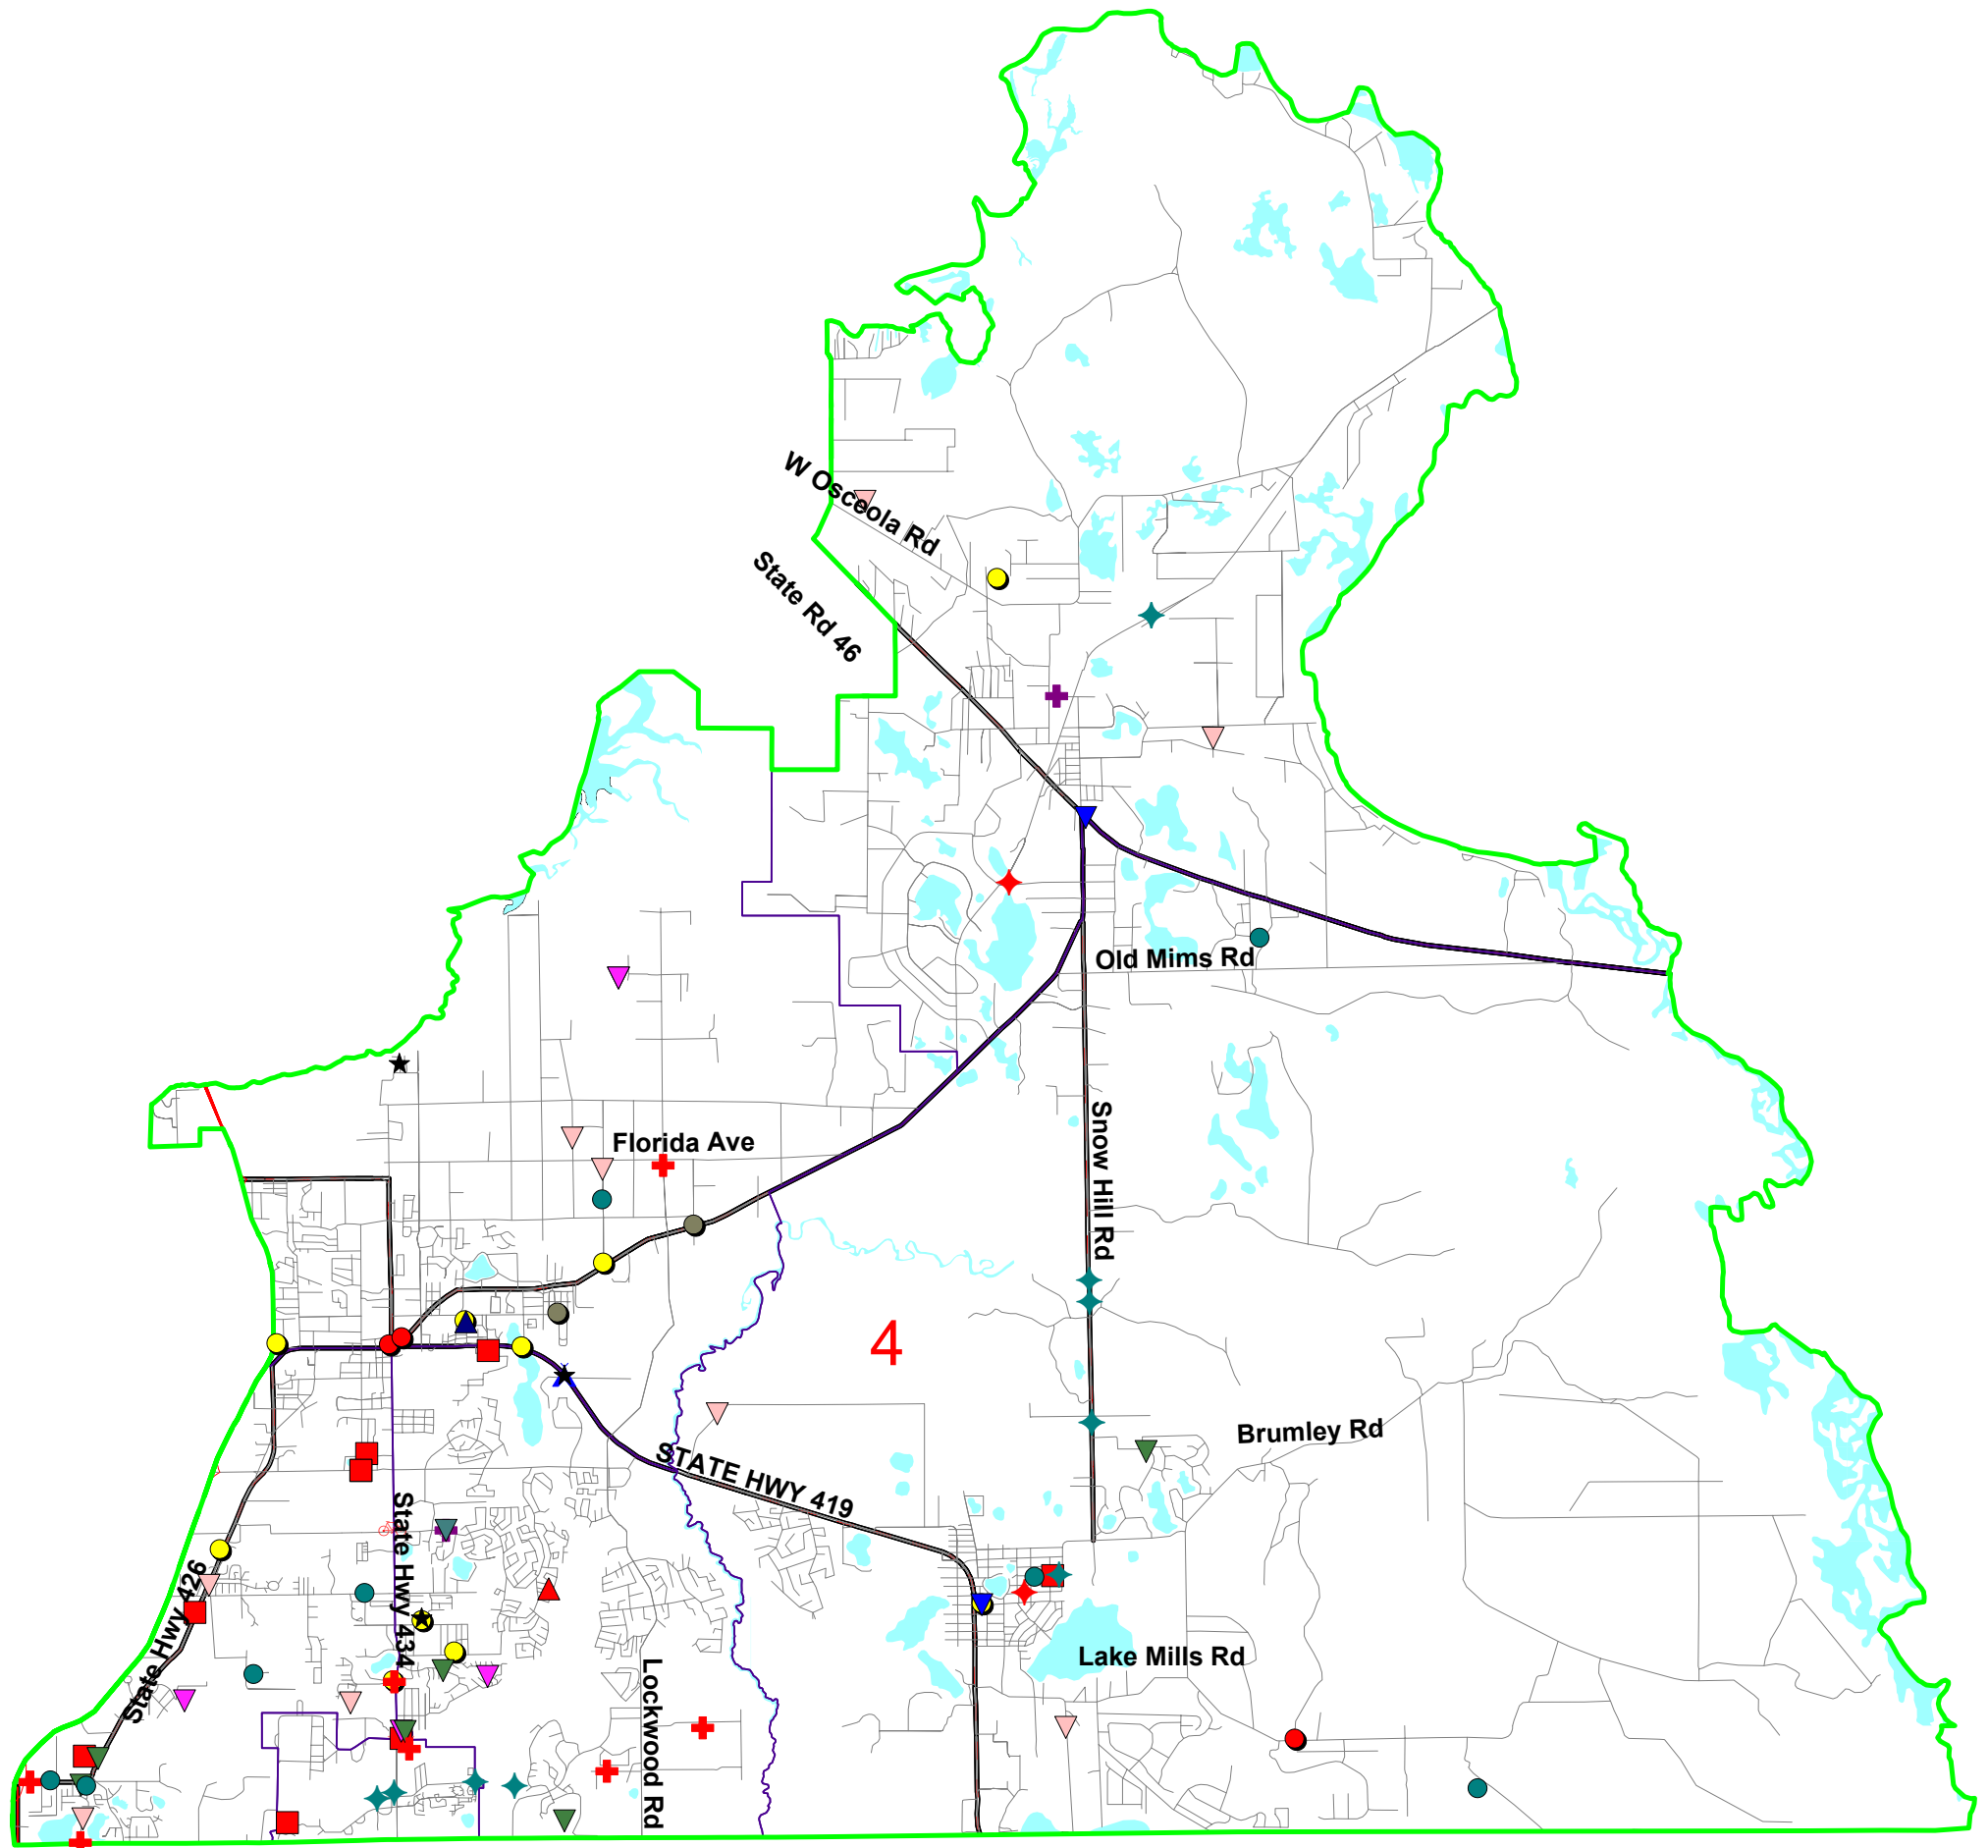 W Osceola Rd
State Rd 46
Old Mims Rd
Florida Ave
Snow Hill Rd
4
Brumley Rd
STATE HWY 419
State Hwy 434
State Hwy 426
Lake Mills Rd
Lockwood Rd